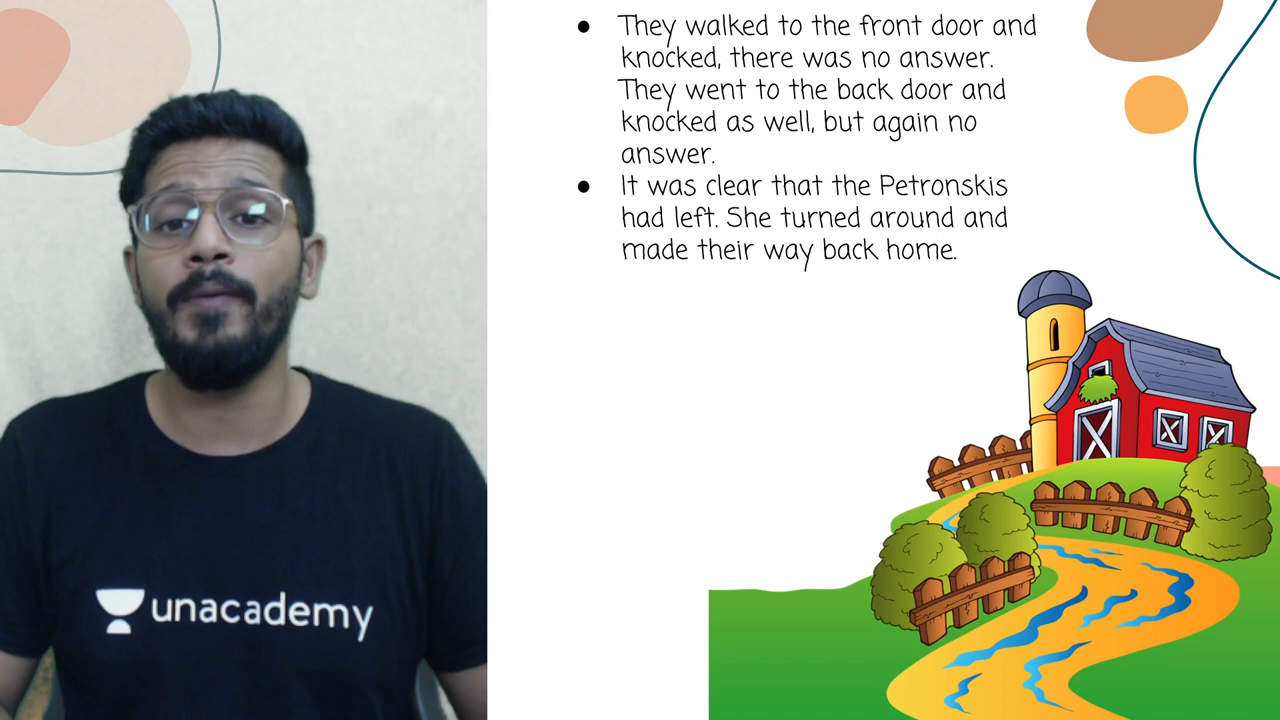 They walked to the front door and
knocked, there was no answer.
They went to the back door and
knocked as well, but again no
answer.
It was clear that the Petronskis
had left. She turned around and
made their way back home.
unacademy